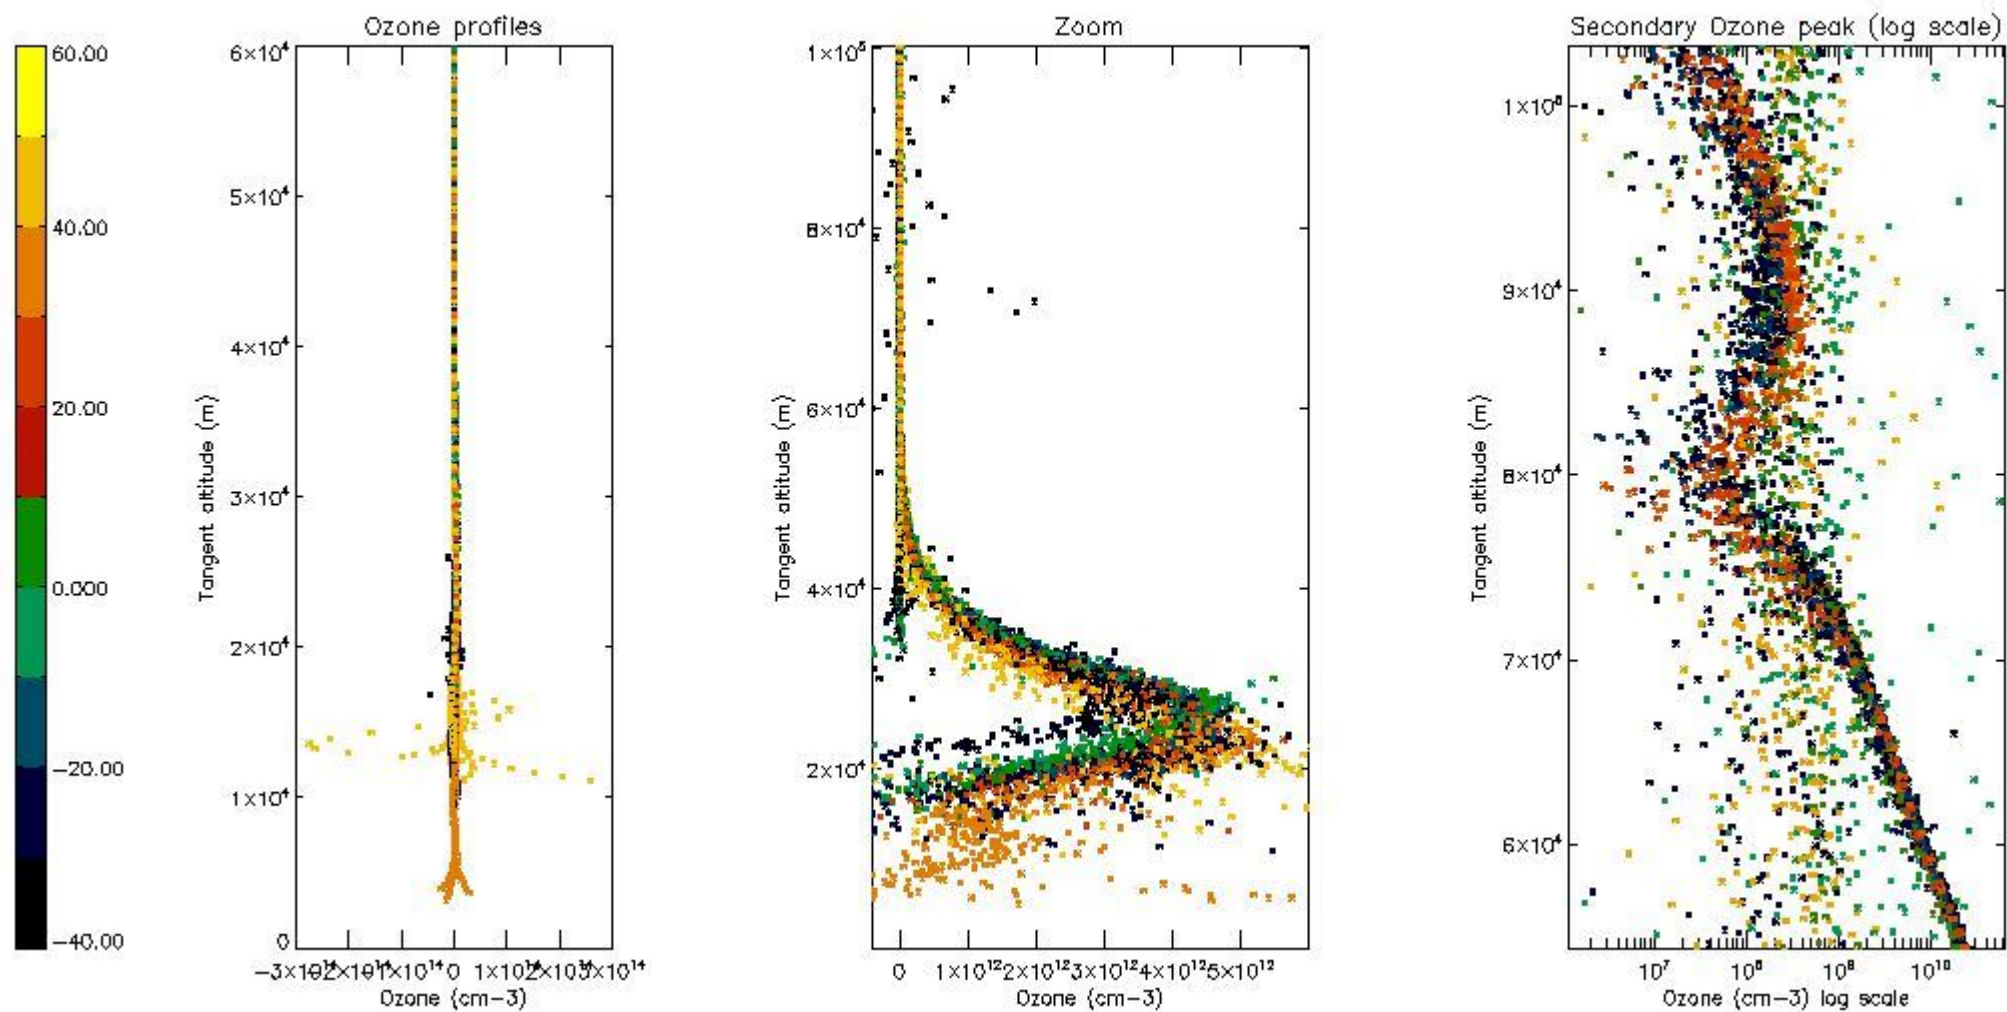 Ozone profiles
Zoom
Secondary Ozone peak (log scale)
60.00
40.00
20.00
0.000
−20.00
−40.00
6×10⁴
5×10⁴
4×10⁴
3×10⁴
2×10⁴
1×10⁴
0
Tangent altitude (m)
0
Ozone (cm−3)
1×10⁵
8×10⁴
6×10⁴
4×10⁴
2×10⁴
Tangent altitude (m)
0 1×10¹² 2×10¹² 3×10¹² 4×10¹² 5×10¹²
Ozone (cm−3)
1×10⁵
9×10⁴
8×10⁴
7×10⁴
6×10⁴
Tangent altitude (m)
10⁷ 10⁸ 10⁹ 10¹⁰
Ozone (cm−3) log scale